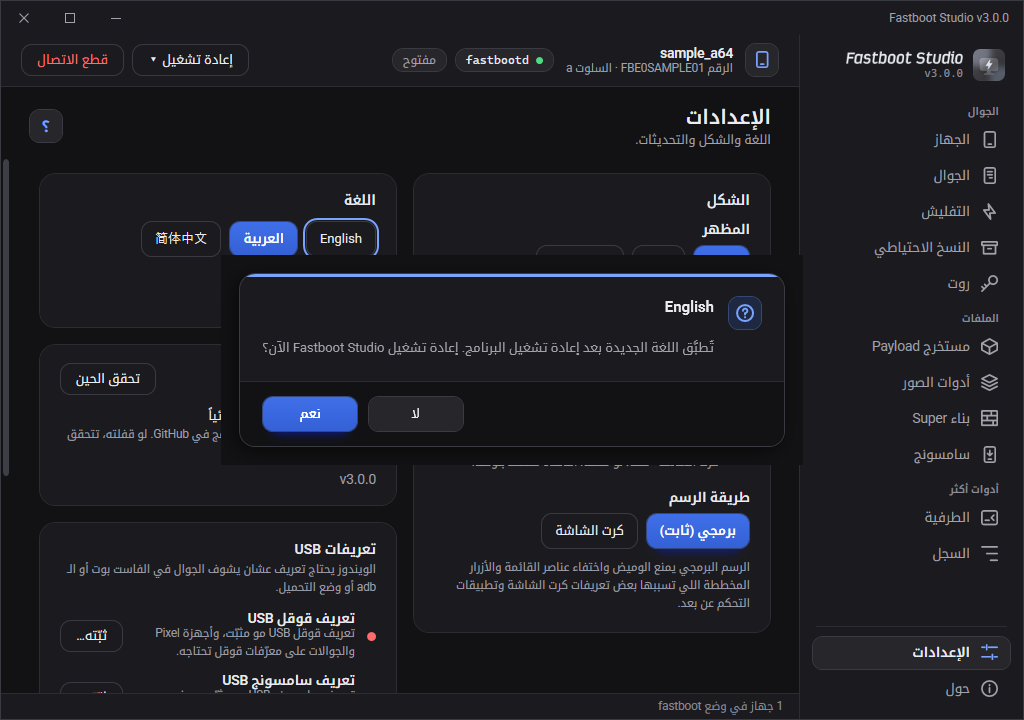 Fastboot Studio v3.0.0
Fastboot Studio
v3.0.0
الجوال
الجهاز
الجوال
التفليش
النسخ الاحتياطي
روت
الملفات
مستخرج Payload
أدوات الصور
بناء Super
سامسونج
أدوات أكثر
الطرفية
السجل
الإعدادات
حول
sample_a64
الرقم FBE0SAMPLE01 · السلوت a
fastbootd
مفتوح
إعادة تشغيل
قطع الاتصال
الإعدادات
اللغة والشكل والتحديثات.
؟
الشكل
المظهر
اللغة
English
العربية
简体中文
English
تُطبَّق اللغة الجديدة بعد إعادة تشغيل البرنامج. إعادة تشغيل Fastboot Studio الآن؟
لا
نعم
طريقة الرسم
برمجي (ثابت)
كرت الشاشة
الرسم البرمجي يمنع الوميض واختفاء عناصر القائمة والأزرار
المخططة اللي تسببها بعض تعريفات كرت الشاشة وتطبيقات
التحكم عن بعد.
تحقق الحين
في GitHub. لو قفلته، تتحقق
v3.0.0
تعريفات USB
الويندوز يحتاج تعريف عشان يشوف الجوال في الفاست بوت أو الـ
adb أو وضع التحميل.
تعريف قوقل USB
تعريف قوقل USB مو مثبّت، وأجهزة Pixel
والجوالات على معرّفات قوقل تحتاجه.
ثبّته...
تعريف سامسونج USB
1 جهاز في وضع fastboot